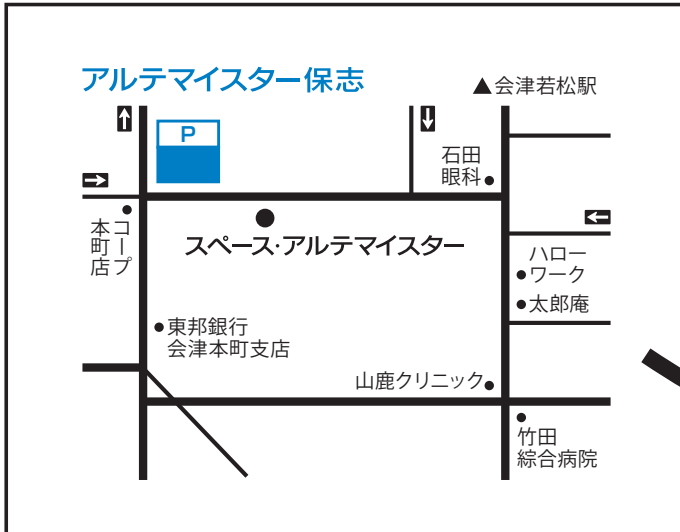 アルテマイスター保志
▲会津若松駅
P
石田
眼科
コープ
本町店
スペース・アルテマイスター
ハロー
ワーク
太郎庵
東邦銀行
会津本町支店
山鹿クリニック
竹田
綜合病院